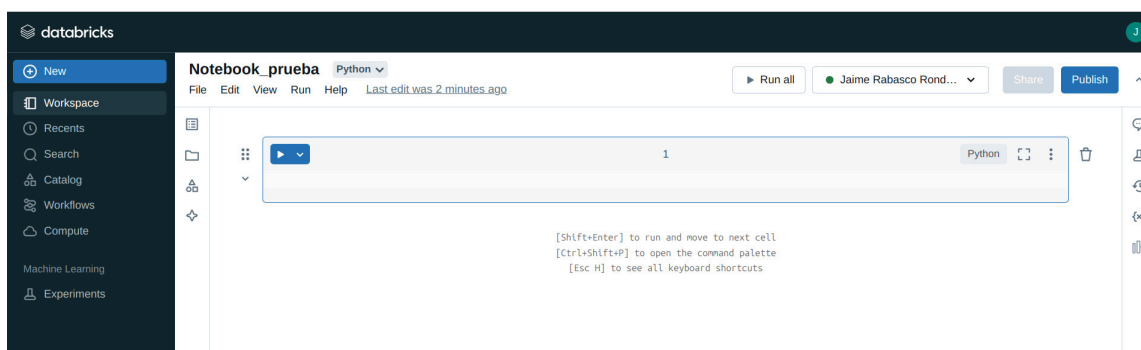 databricks
J
New
Workspace
Recents
Search
Catalog
Workflows
Compute
Machine Learning
Experiments
Notebook_prueba Python
File Edit View Run Help Last edit was 2 minutes ago
Run all Jaime Rabasco Rond... Share Publish
1 Python
[Shift+Enter] to run and move to next cell
[Ctrl+Shift+P] to open the command palette
[Esc H] to see all keyboard shortcuts